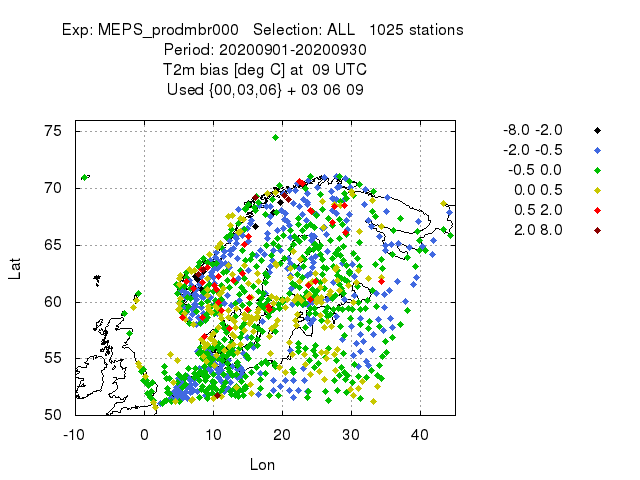 Exp: MEPS_prodmbr000 Selection: ALL 1025 stations
Period: 20200901-20200930
T2m bias [deg C] at 09 UTC
Used {00,03,06} + 03 06 09
75
70
65
60
55
50
Lat
-10 0 10 20 30 40
Lon
-8.0 -2.0
-2.0 -0.5
-0.5 0.0
0.0 0.5
0.5 2.0
2.0 8.0